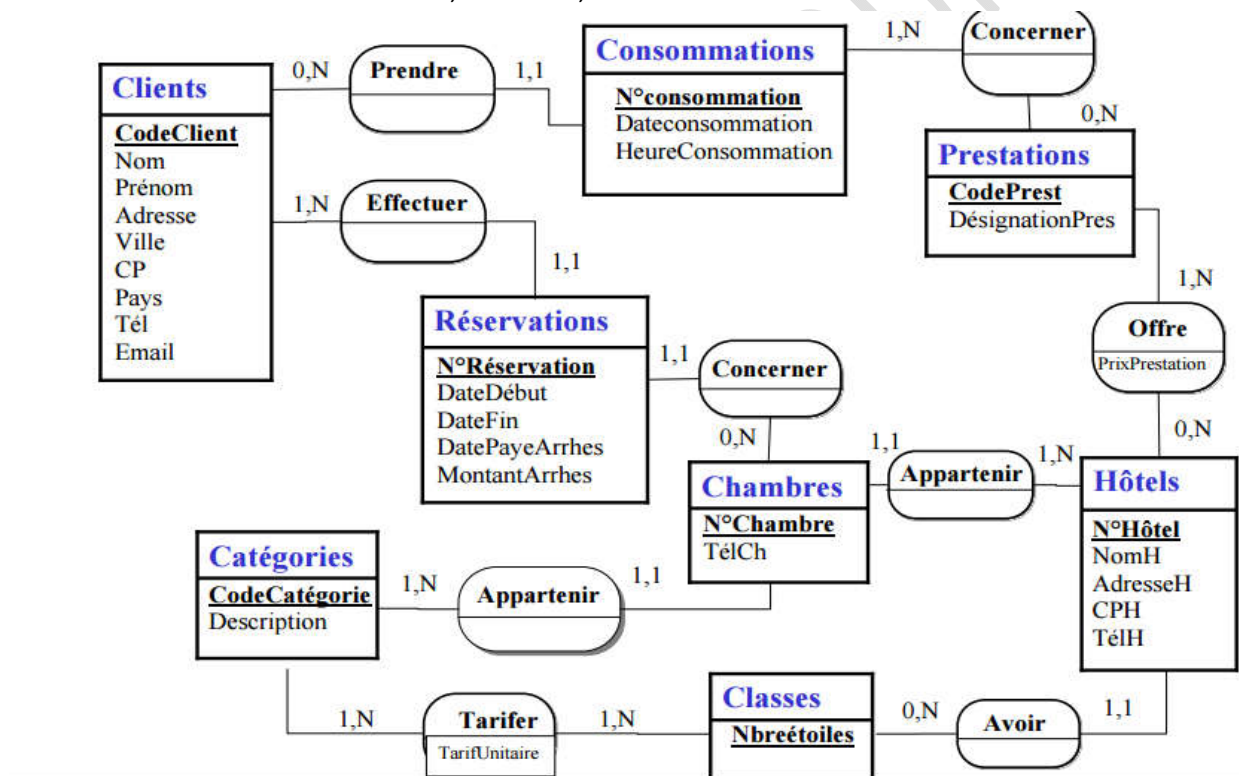 Clients
CodeClient
Nom
Prénom
Adresse
Ville
CP
Pays
Tél
Email
0,N
Prendre
1,1
Consommations
N°consommation
Dateconsommation
HeureConsommation
1,N
Concerner
0,N
Prestations
CodePrest
DésignationPres
1,N
Effectuer
1,1
1,N
Offre
PrixPrestation
0,N
Réservations
N°Réservation
DateDébut
DateFin
DatePayeArrhes
MontantArrhes
1,1
Concerner
0,N
Chambres
N°Chambre
TélCh
1,1
Appartenir
1,N
Hôtels
N°Hôtel
NomH
AdresseH
CPH
TélH
Catégories
CodeCatégorie
Description
1,N
Appartenir
1,1
1,N
Tarifer
TarifUnitaire
1,N
Classes
Nbreétoiles
0,N
Avoir
1,1